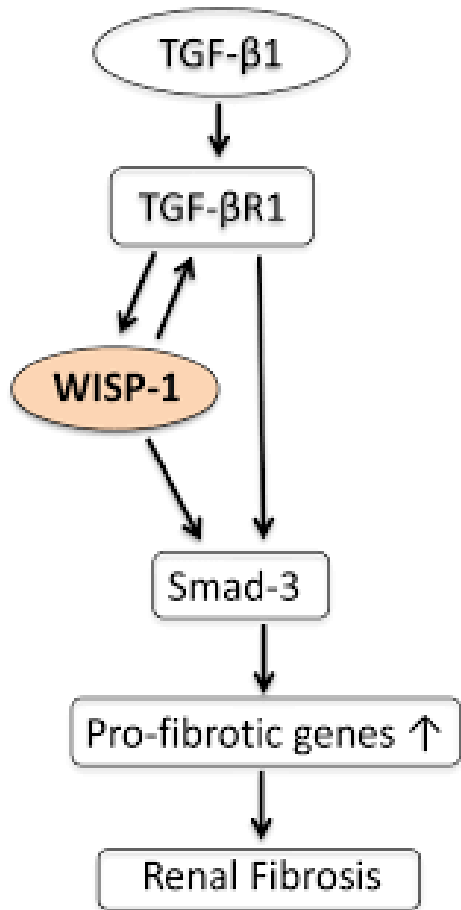 TGF-β1
TGF-βR1
WISP-1
Smad-3
Pro-fibrotic genes ↑
Renal Fibrosis